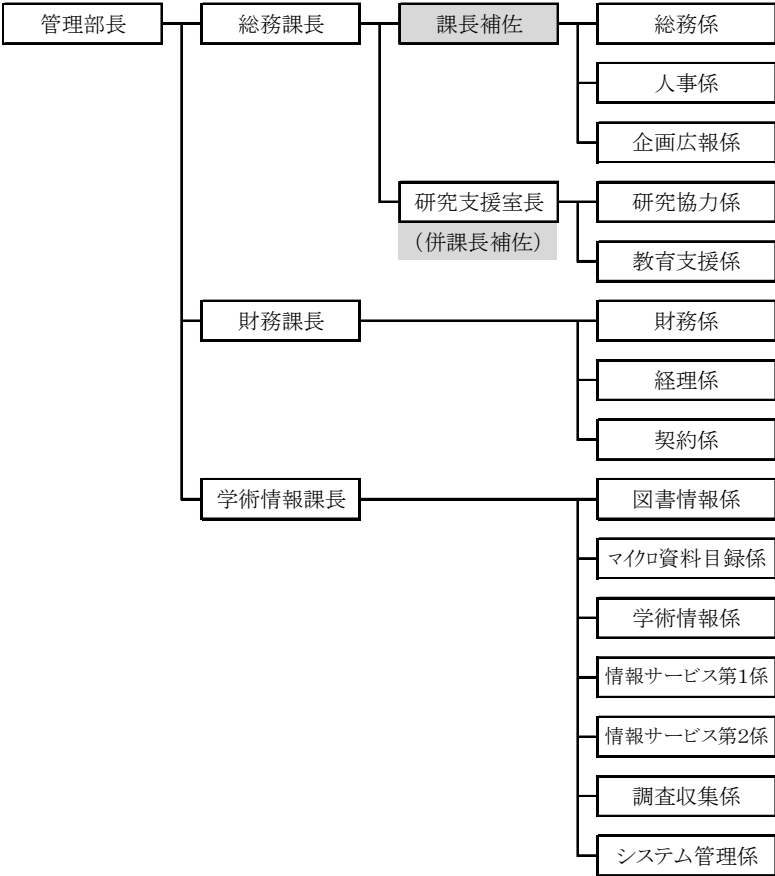 管理部長
総務課長
課長補佐
総務係
人事係
企画広報係
研究支援室長
（併課長補佐）
研究協力係
教育支援係
財務課長
財務係
経理係
契約係
学術情報課長
図書情報係
マイクロ資料目録係
学術情報係
情報サービス第1係
情報サービス第2係
調査収集係
システム管理係